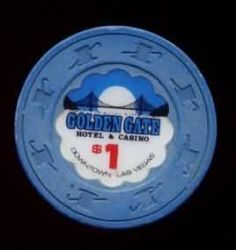 GOLDEN GATE
HOTEL & CASINO
$1
DOWNTOWN LAS VEGAS